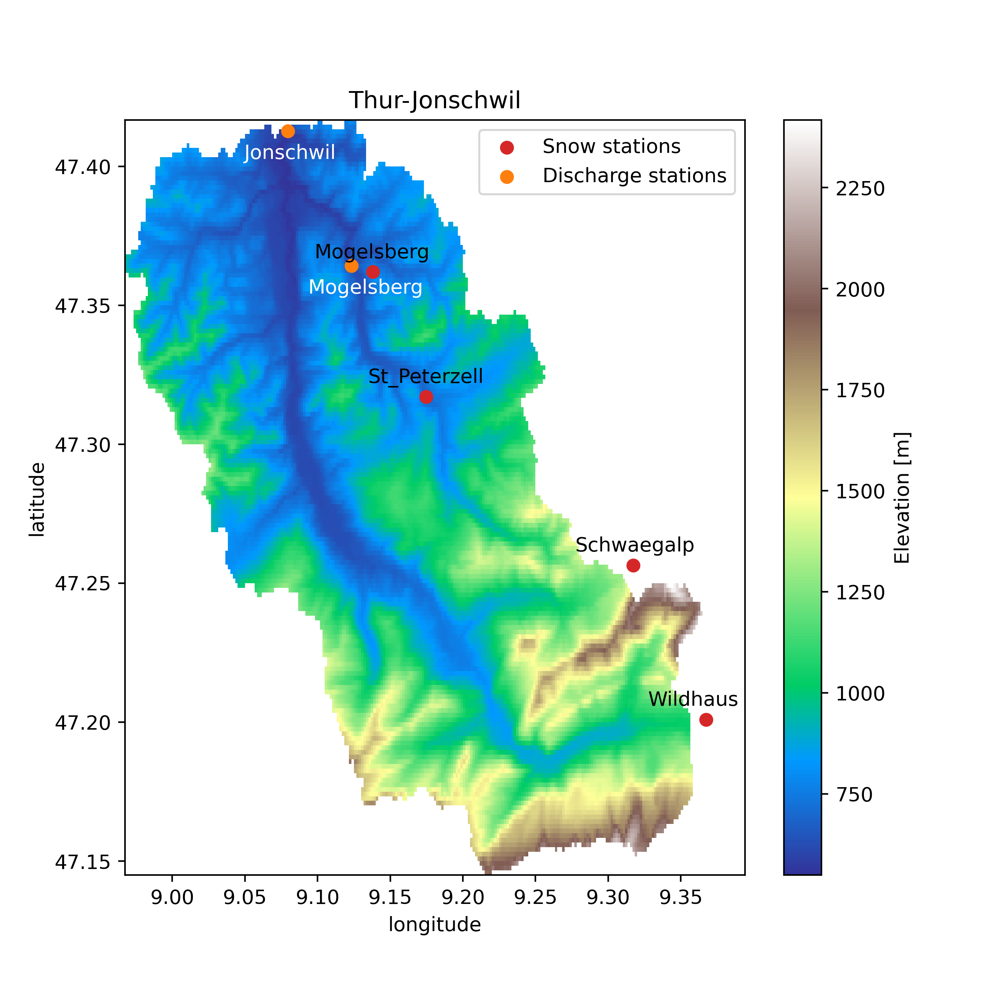 Thur-Jonschwil
Snow stations
Discharge stations
Jonschwil
Mogelsberg
Mogelsberg
St_Peterzell
Schwaegalp
Wildhaus
47.40
47.35
47.30
47.25
47.20
47.15
latitude
9.00 9.05 9.10 9.15 9.20 9.25 9.30 9.35
longitude
2250
2000
1750
1500
1250
1000
750
Elevation [m]